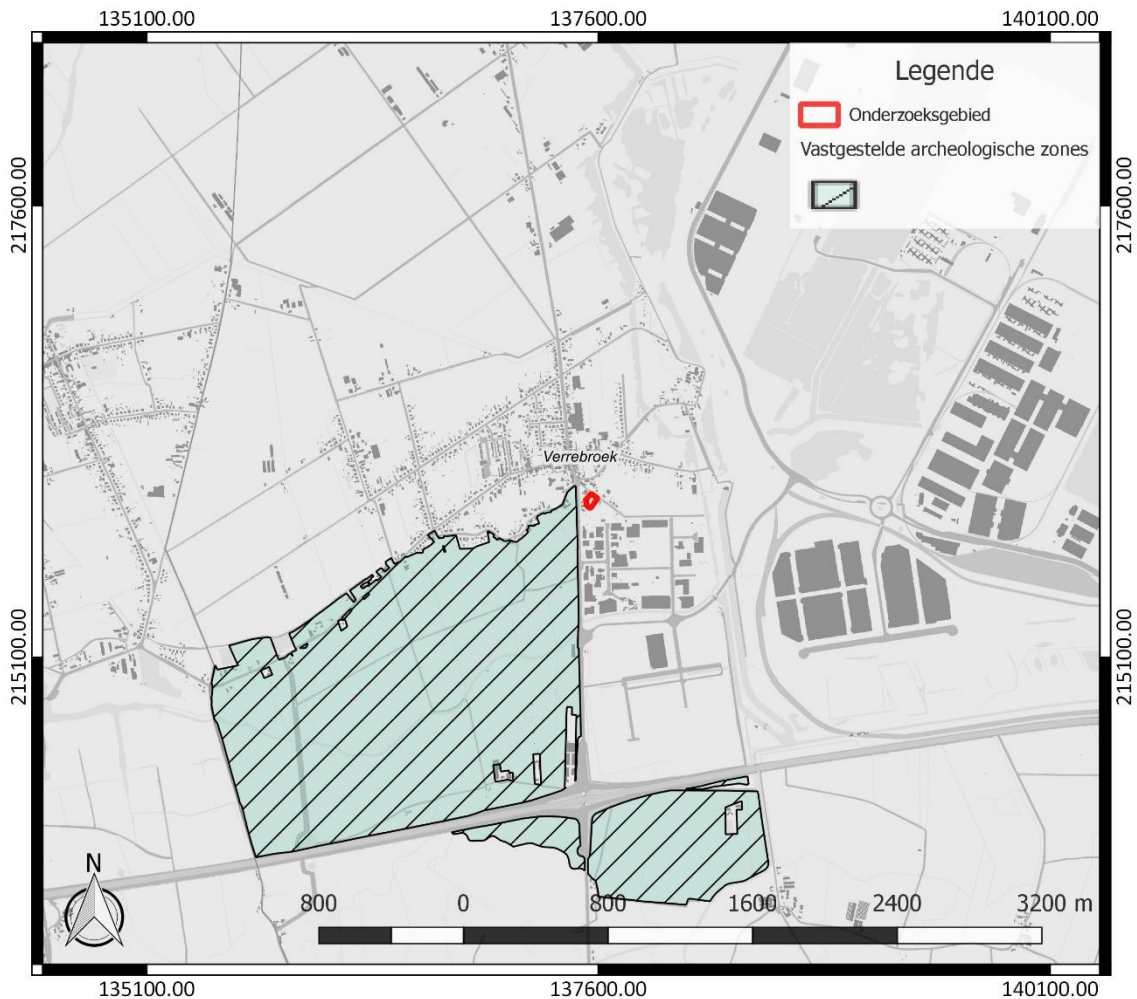 135100.00 137600.00 140100.00
Legende
Onderzoeksgebied
Vastgestelde archeologische zones
217600.00 217600.00
Verrebroek
215100.00 215100.00
N
800 0 800 1600 2400 3200 m
135100.00 137600.00 140100.00